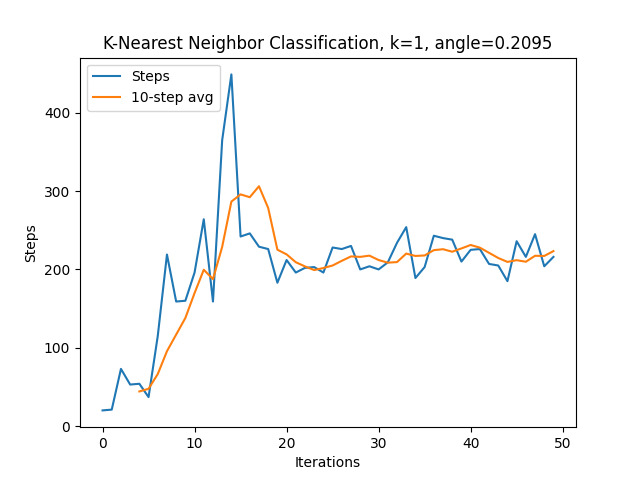 K-Nearest Neighbor Classification, k=1, angle=0.2095
Steps
10-step avg
Steps
400
300
200
100
0
0 10 20 30 40 50
Iterations